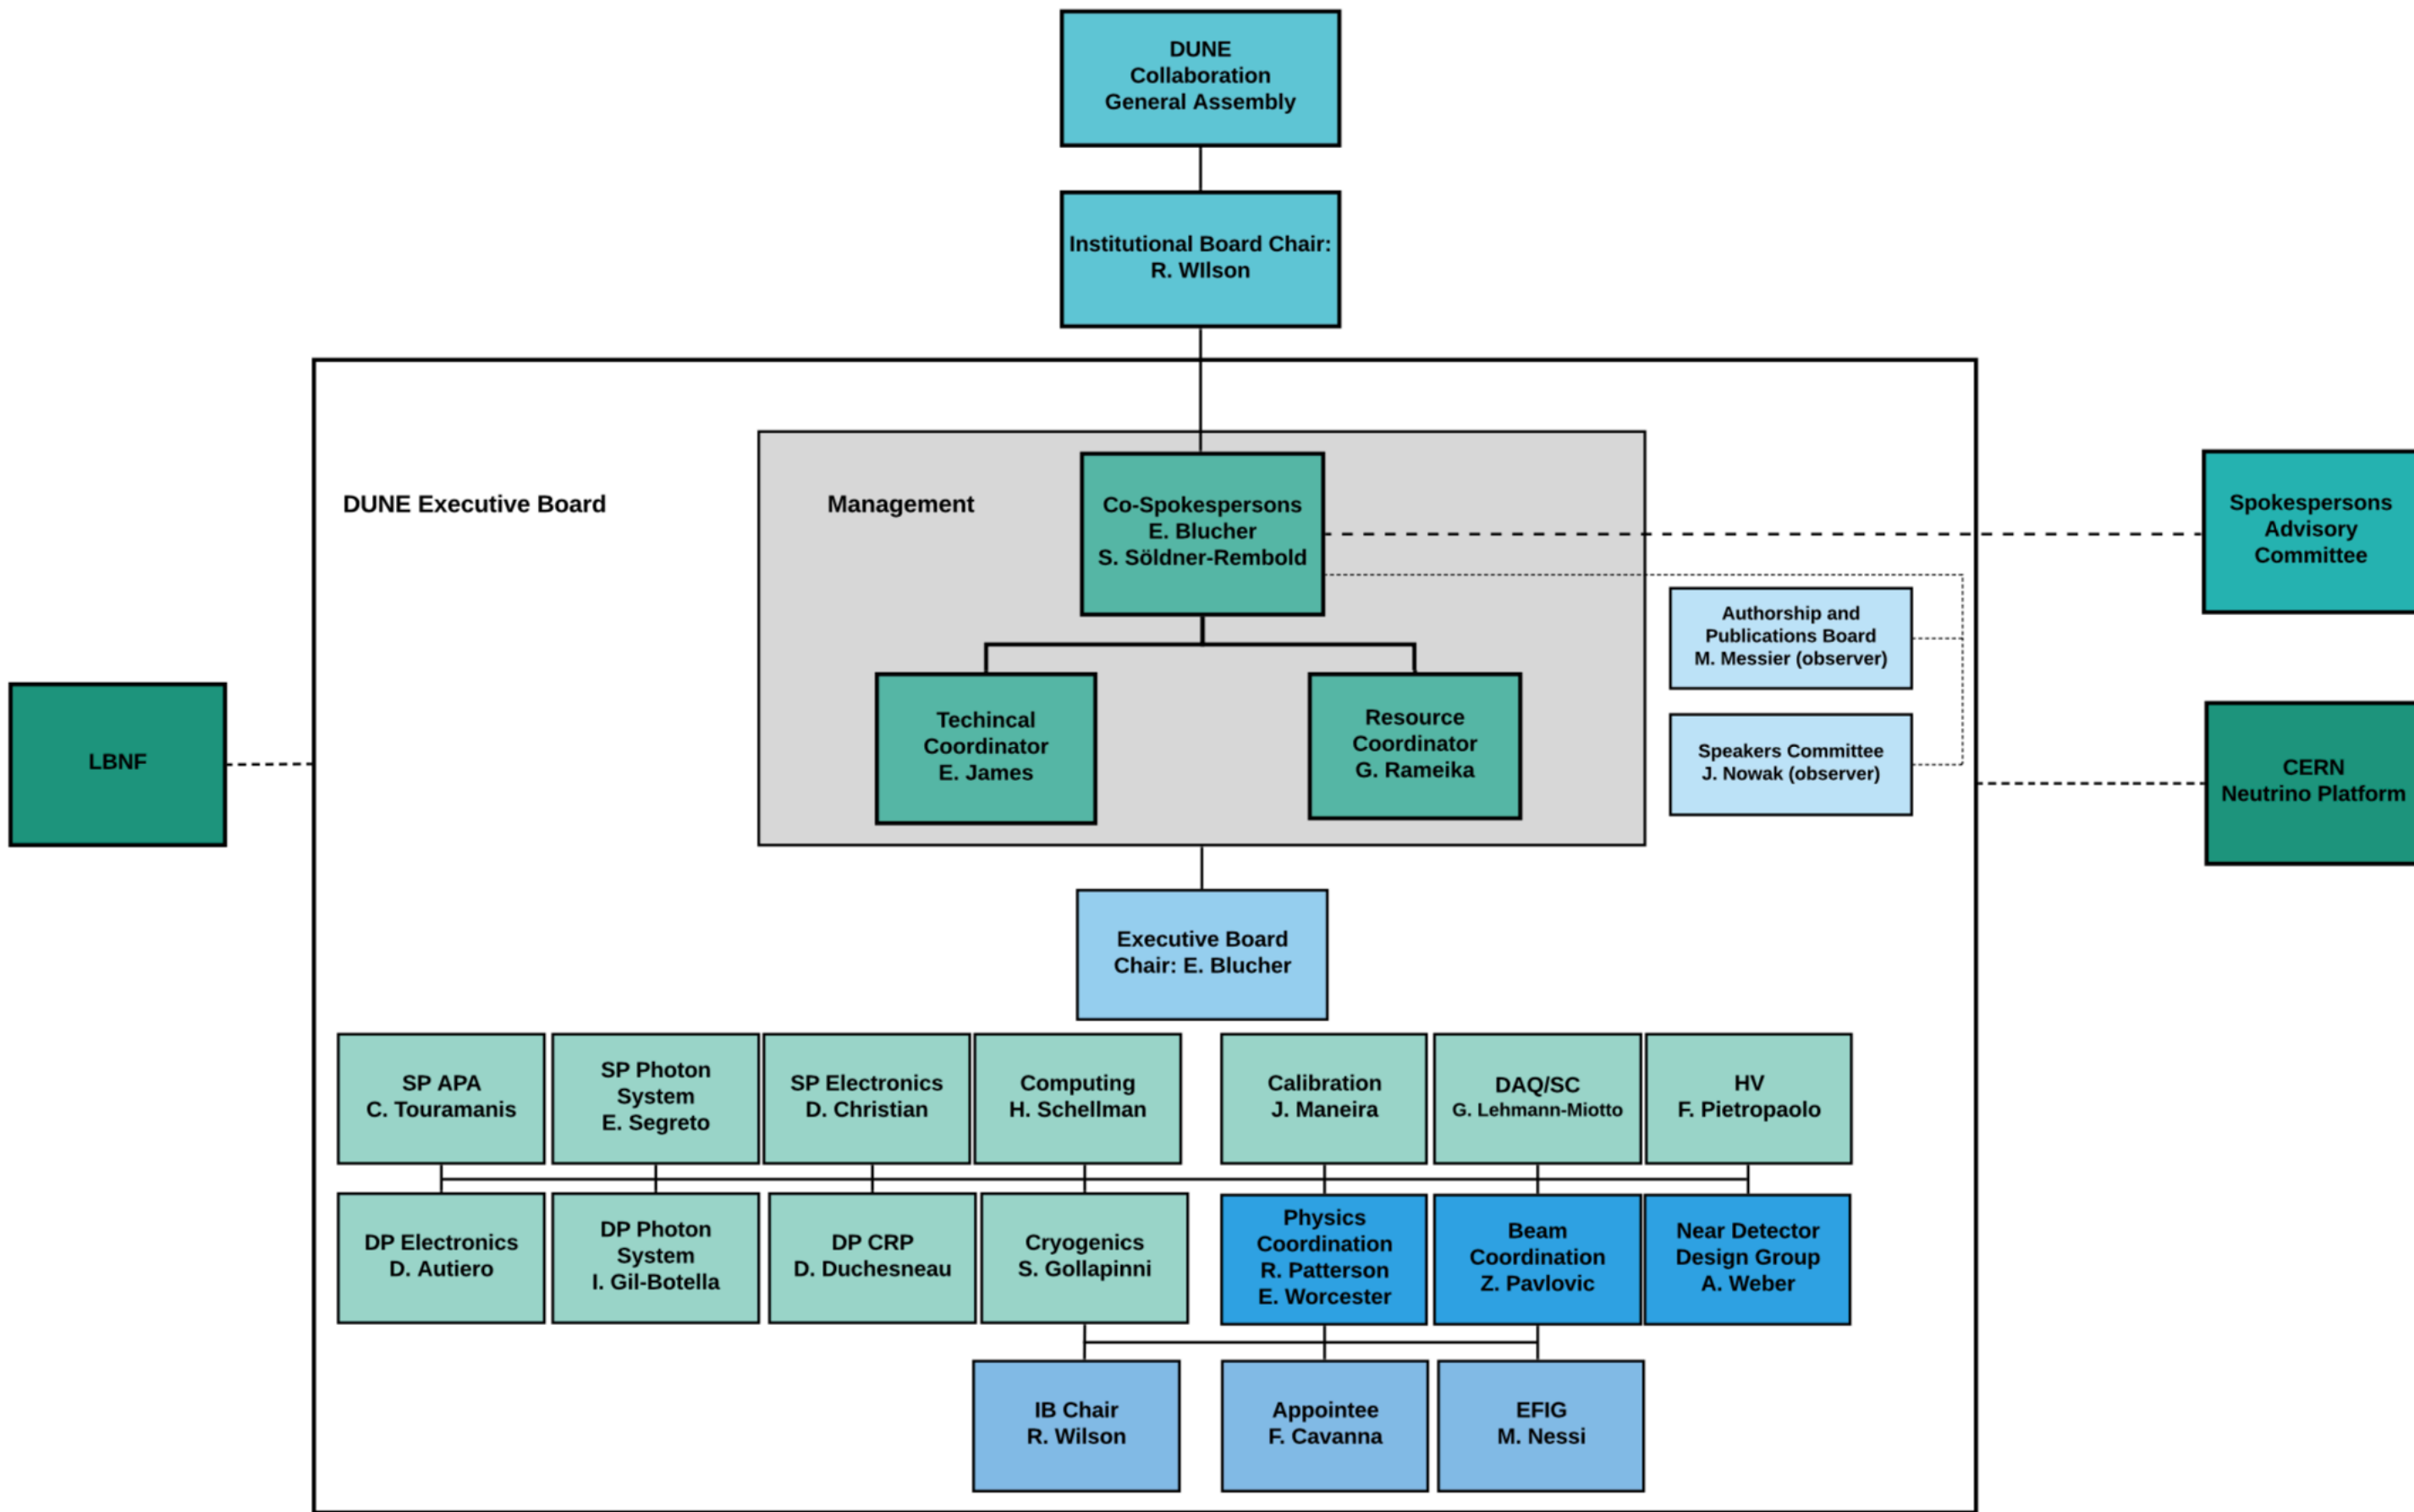 DUNE
Collaboration
General Assembly
Institutional Board Chair:
R. WIlson
DUNE Executive Board
Management
Co-Spokespersons
E. Blucher
S. Söldner-Rembold
Spokespersons
Advisory
Committee
Authorship and
Publications Board
M. Messier (observer)
Techincal
Coordinator
E. James
Resource
Coordinator
G. Rameika
Speakers Committee
J. Nowak (observer)
LBNF
CERN
Neutrino Platform
Executive Board
Chair: E. Blucher
SP APA
C. Touramanis
SP Photon
System
E. Segreto
SP Electronics
D. Christian
Computing
H. Schellman
Calibration
J. Maneira
DAQ/SC
G. Lehmann-Miotto
HV
F. Pietropaolo
DP Electronics
D. Autiero
DP Photon
System
I. Gil-Botella
DP CRP
D. Duchesneau
Cryogenics
S. Gollapinni
Physics
Coordination
R. Patterson
E. Worcester
Beam
Coordination
Z. Pavlovic
Near Detector
Design Group
A. Weber
IB Chair
R. Wilson
Appointee
F. Cavanna
EFIG
M. Nessi